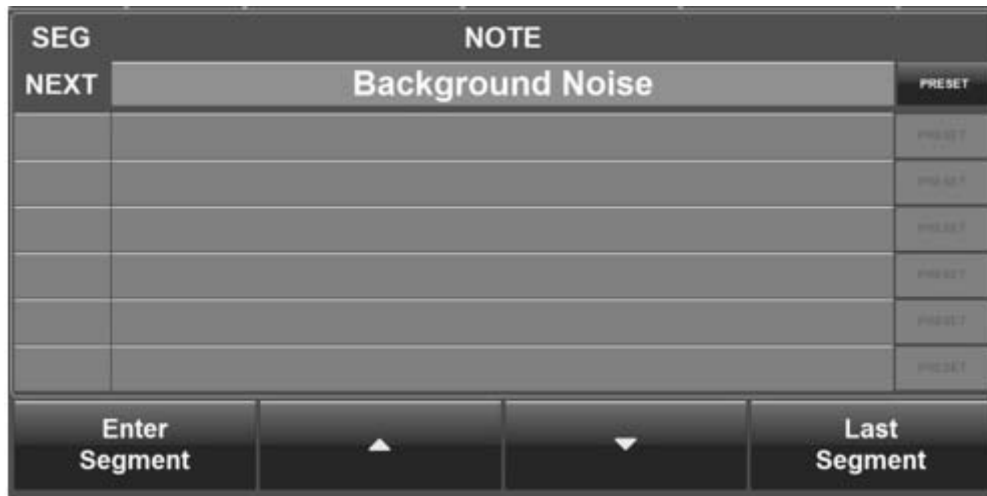 SEG NOTE
NEXT Background Noise PRESET
PRESET
PRESET
PRESET
PRESET
PRESET
PRESET
Enter
Segment
Last
Segment